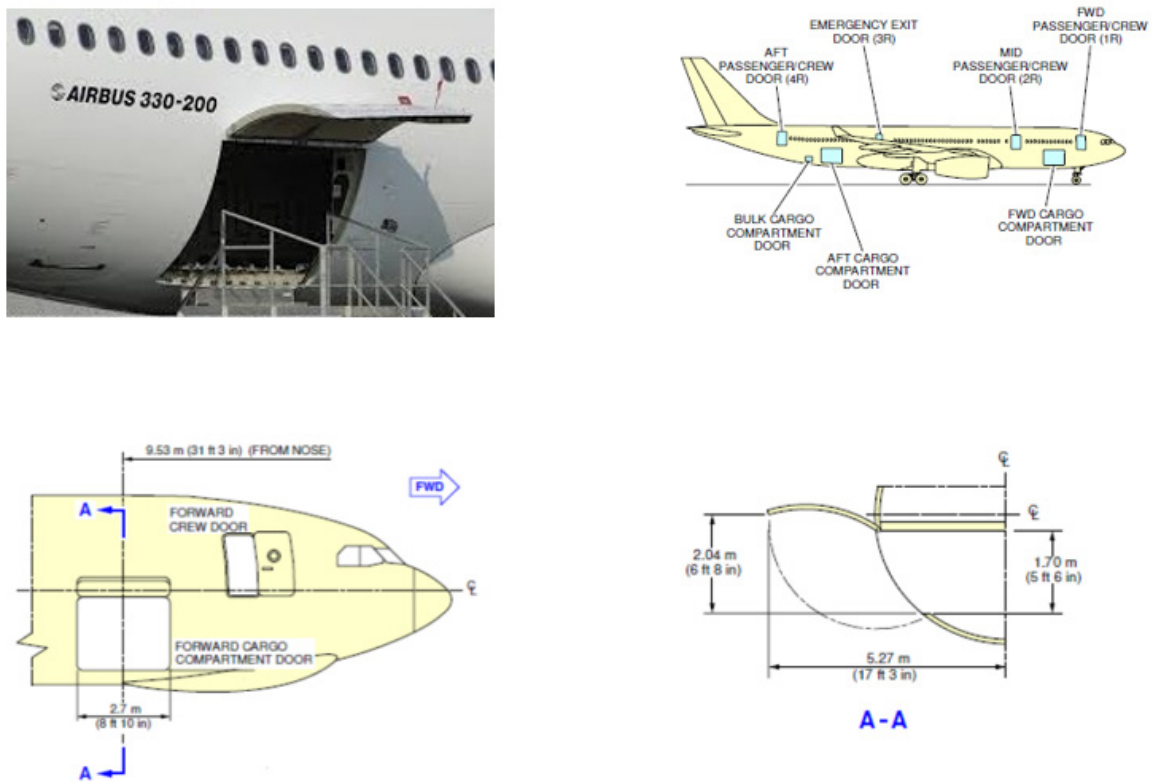 AIRBUS 330-200
FWD
PASSENGER/CREW
DOOR (1R)
EMERGENCY EXIT
DOOR (3R)
AFT
PASSENGER/CREW
DOOR (4R)
MID
PASSENGER/CREW
DOOR (2R)
BULK CARGO
COMPARTMENT
DOOR
AFT CARGO
COMPARTMENT
DOOR
FWD CARGO
COMPARTMENT
DOOR
9.53 m (31 ft 3 in) (FROM NOSE)
FWD
A
FORWARD
CREW DOOR
FORWARD CARGO
COMPARTMENT DOOR
2.7 m
(8 ft 10 in)
A
℄
℄
℄
2.04 m
(6 ft 8 in)
1.70 m
(5 ft 6 in)
5.27 m
(17 ft 3 in)
A-A